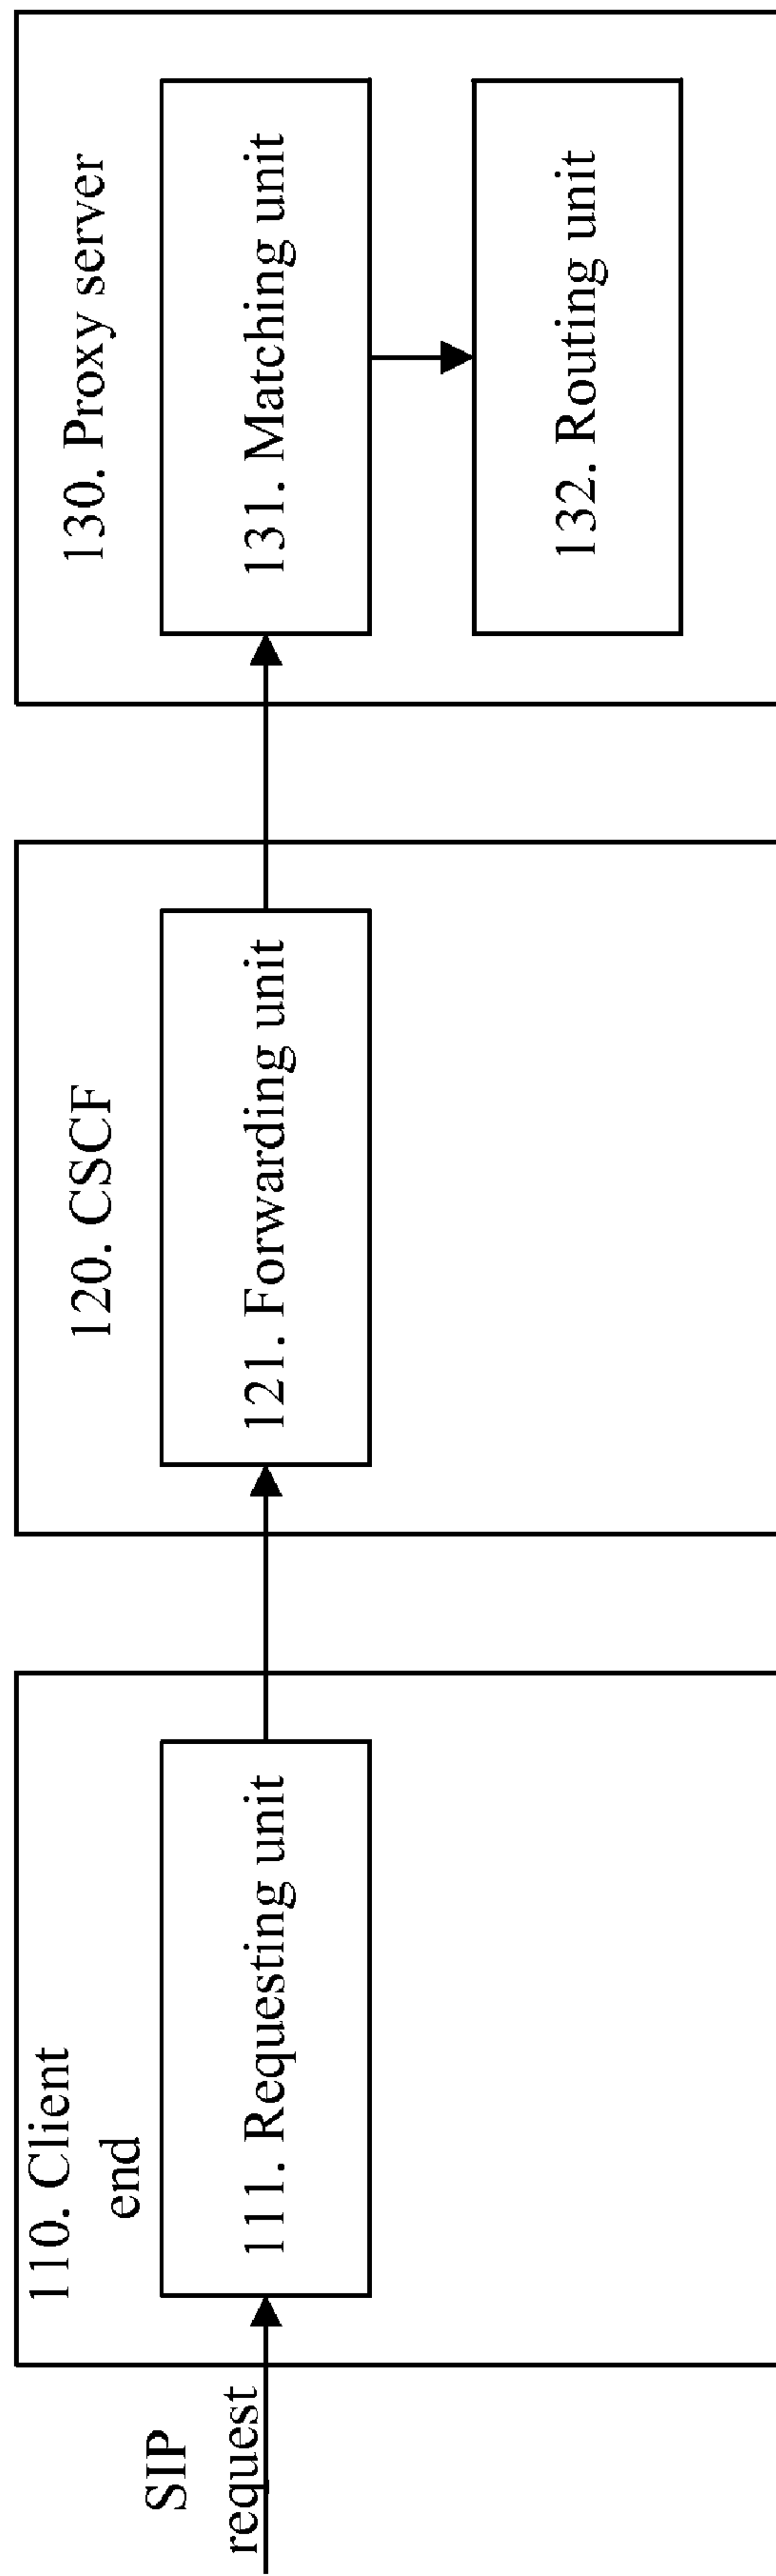 SIP
request
110. Client
end
111. Requesting unit
120. CSCF
121. Forwarding unit
130. Proxy server
131. Matching unit
132. Routing unit